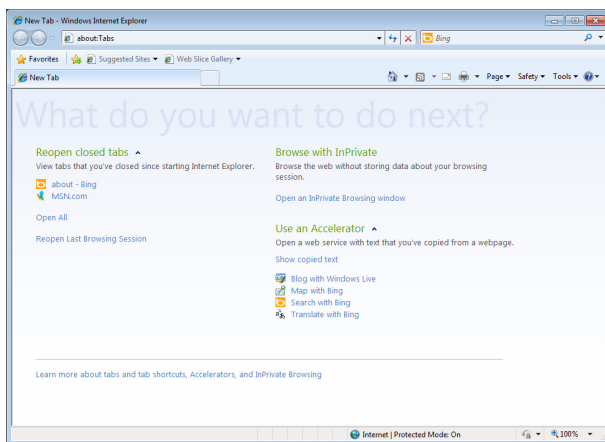 New Tab - Windows Internet Explorer
about:Tabs
Bing
Favorites Suggested Sites Web Slice Gallery
New Tab
Page Safety Tools
What do you want to do next?
Reopen closed tabs
View tabs that you've closed since starting Internet Explorer.
about - Bing
MSN.com
Open All
Reopen Last Browsing Session
Browse with InPrivate
Browse the web without storing data about your browsing
session.
Open an InPrivate Browsing window
Use an Accelerator
Open a web service with text that you've copied from a webpage.
Show copied text
Blog with Windows Live
Map with Bing
Search with Bing
Translate with Bing
Learn more about tabs and tab shortcuts, Accelerators, and InPrivate Browsing
Internet | Protected Mode: On
100%